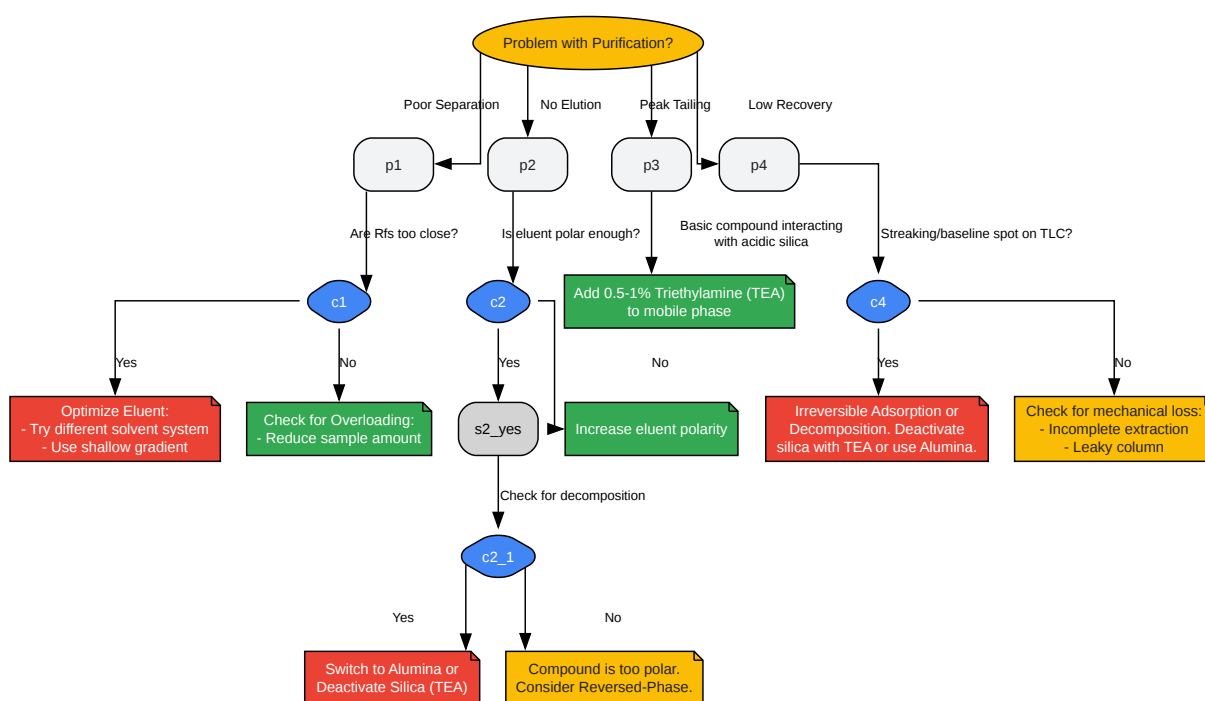 Problem with Purification?
Poor Separation
No Elution
Peak Tailing
Low Recovery
p1
p2
p3
p4
Are Rfs too close?
Is eluent polar enough?
Basic compound interacting
with acidic silica
Streaking/baseline spot on TLC?
c1
c2
Add 0.5-1% Triethylamine (TEA)
to mobile phase
c4
Yes
No
Yes
No
Yes
No
Optimize Eluent:
- Try different solvent system
- Use shallow gradient
Check for Overloading:
- Reduce sample amount
s2_yes
Increase eluent polarity
Irreversible Adsorption or
Decomposition. Deactivate
silica with TEA or use Alumina.
Check for mechanical loss:
- Incomplete extraction
- Leaky column
Check for decomposition
c2_1
Yes
No
Switch to Alumina or
Deactivate Silica (TEA)
Compound is too polar.
Consider Reversed-Phase.